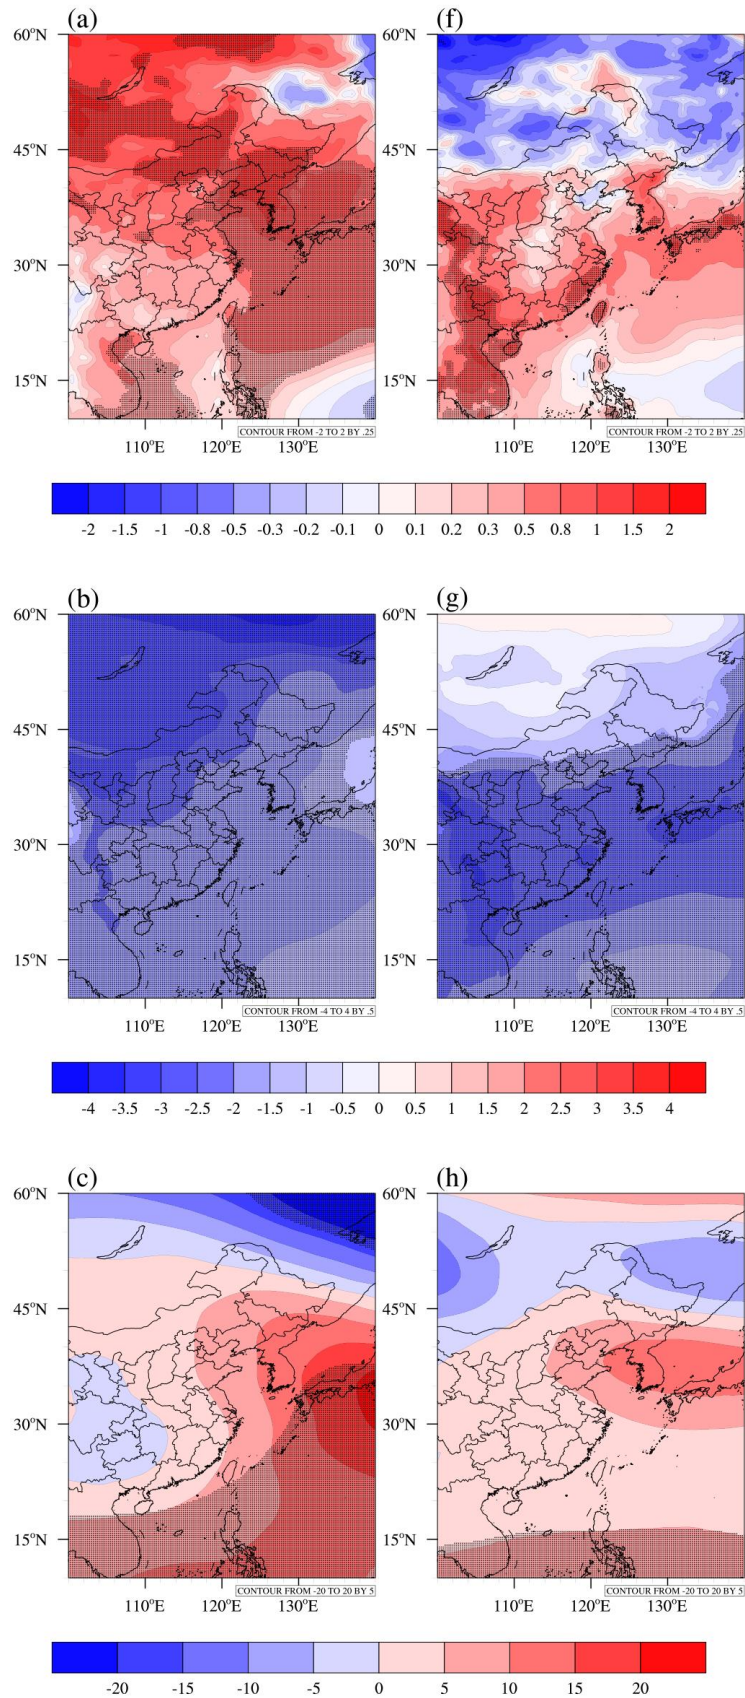 (a) (f)
60°N 60°N
45°N 45°N
30°N 30°N
15°N 15°N
CONTOUR FROM -2 TO 2 BY .25 CONTOUR FROM -2 TO 2 BY .25
110°E 120°E 130°E 110°E 120°E 130°E
-2 -1.5 -1 -0.8 -0.5 -0.3 -0.2 -0.1 0 0.1 0.2 0.3 0.5 0.8 1 1.5 2
(b) (g)
60°N 60°N
45°N 45°N
30°N 30°N
15°N 15°N
CONTOUR FROM -4 TO 4 BY .5 CONTOUR FROM -4 TO 4 BY .5
110°E 120°E 130°E 110°E 120°E 130°E
-4 -3.5 -3 -2.5 -2 -1.5 -1 -0.5 0 0.5 1 1.5 2 2.5 3 3.5 4
(c) (h)
60°N 60°N
45°N 45°N
30°N 30°N
15°N 15°N
CONTOUR FROM -20 TO 20 BY 5 CONTOUR FROM -20 TO 20 BY 5
110°E 120°E 130°E 110°E 120°E 130°E
-20 -15 -10 -5 0 5 10 15 20